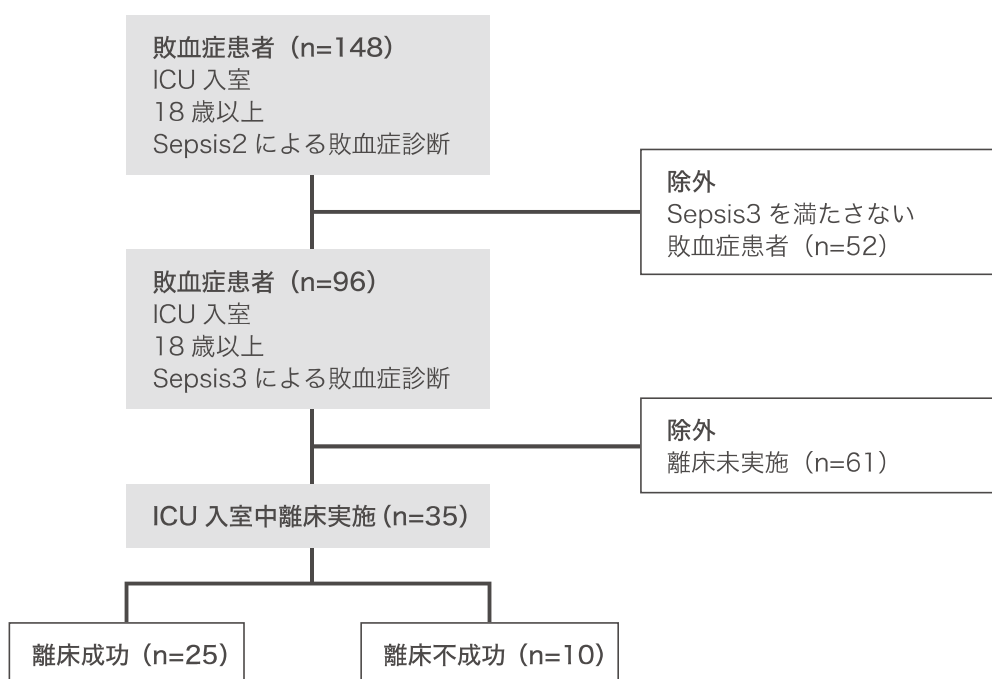 敗血症患者（n=148）
ICU 入室
18 歳以上
Sepsis2 による敗血症診断
除外
Sepsis3 を満たさない
敗血症患者（n=52）
敗血症患者（n=96）
ICU 入室
18 歳以上
Sepsis3 による敗血症診断
除外
離床未実施（n=61）
ICU 入室中離床実施 (n=35)
離床成功（n=25）
離床不成功（n=10）